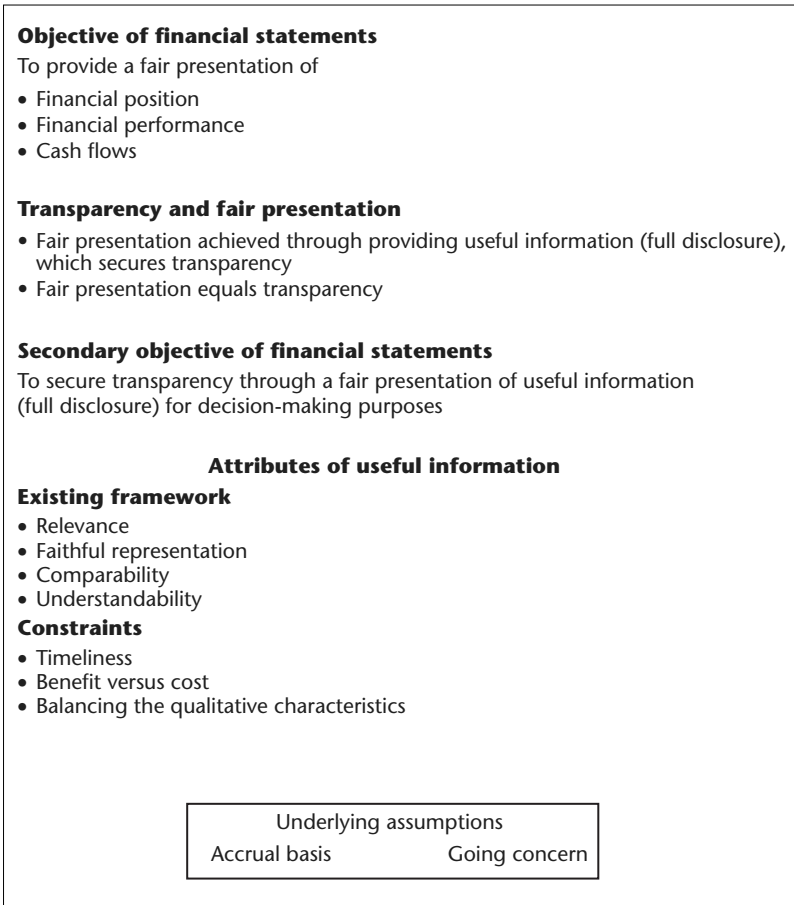 Objective of financial statements
To provide a fair presentation of
• Financial position
• Financial performance
• Cash flows
Transparency and fair presentation
• Fair presentation achieved through providing useful information (full disclosure),
which secures transparency
• Fair presentation equals transparency
Secondary objective of financial statements
To secure transparency through a fair presentation of useful information
(full disclosure) for decision-making purposes
Attributes of useful information
Existing framework
• Relevance
• Faithful representation
• Comparability
• Understandability
Constraints
• Timeliness
• Benefit versus cost
• Balancing the qualitative characteristics
Underlying assumptions
Accrual basis Going concern